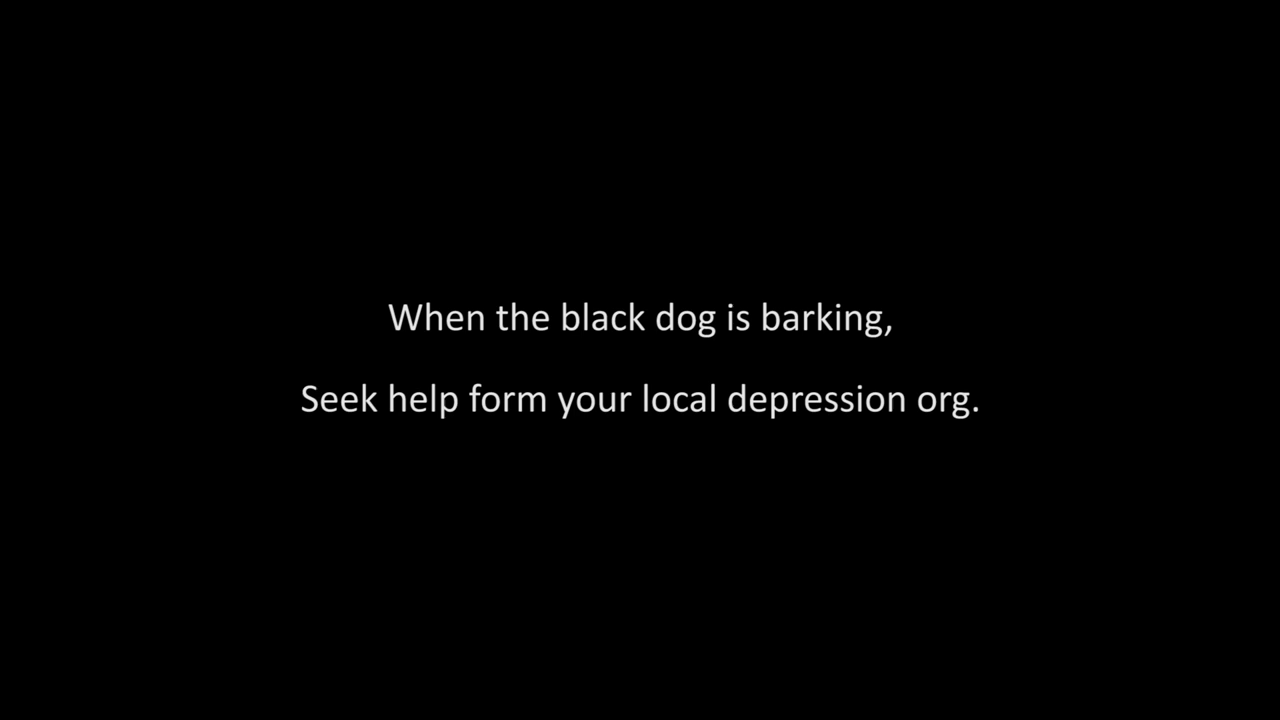 When the black dog is barking,
Seek help form your local depression org.